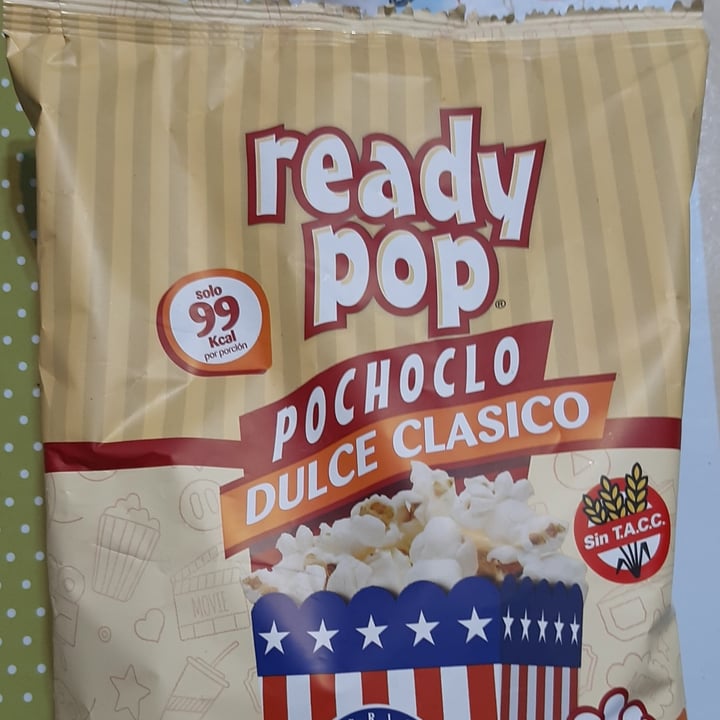 ready
pop®
solo
99
Kcal
por porción
POCHOCLO
DULCE CLASICO
Sin T.A.C.C.
MOVIE